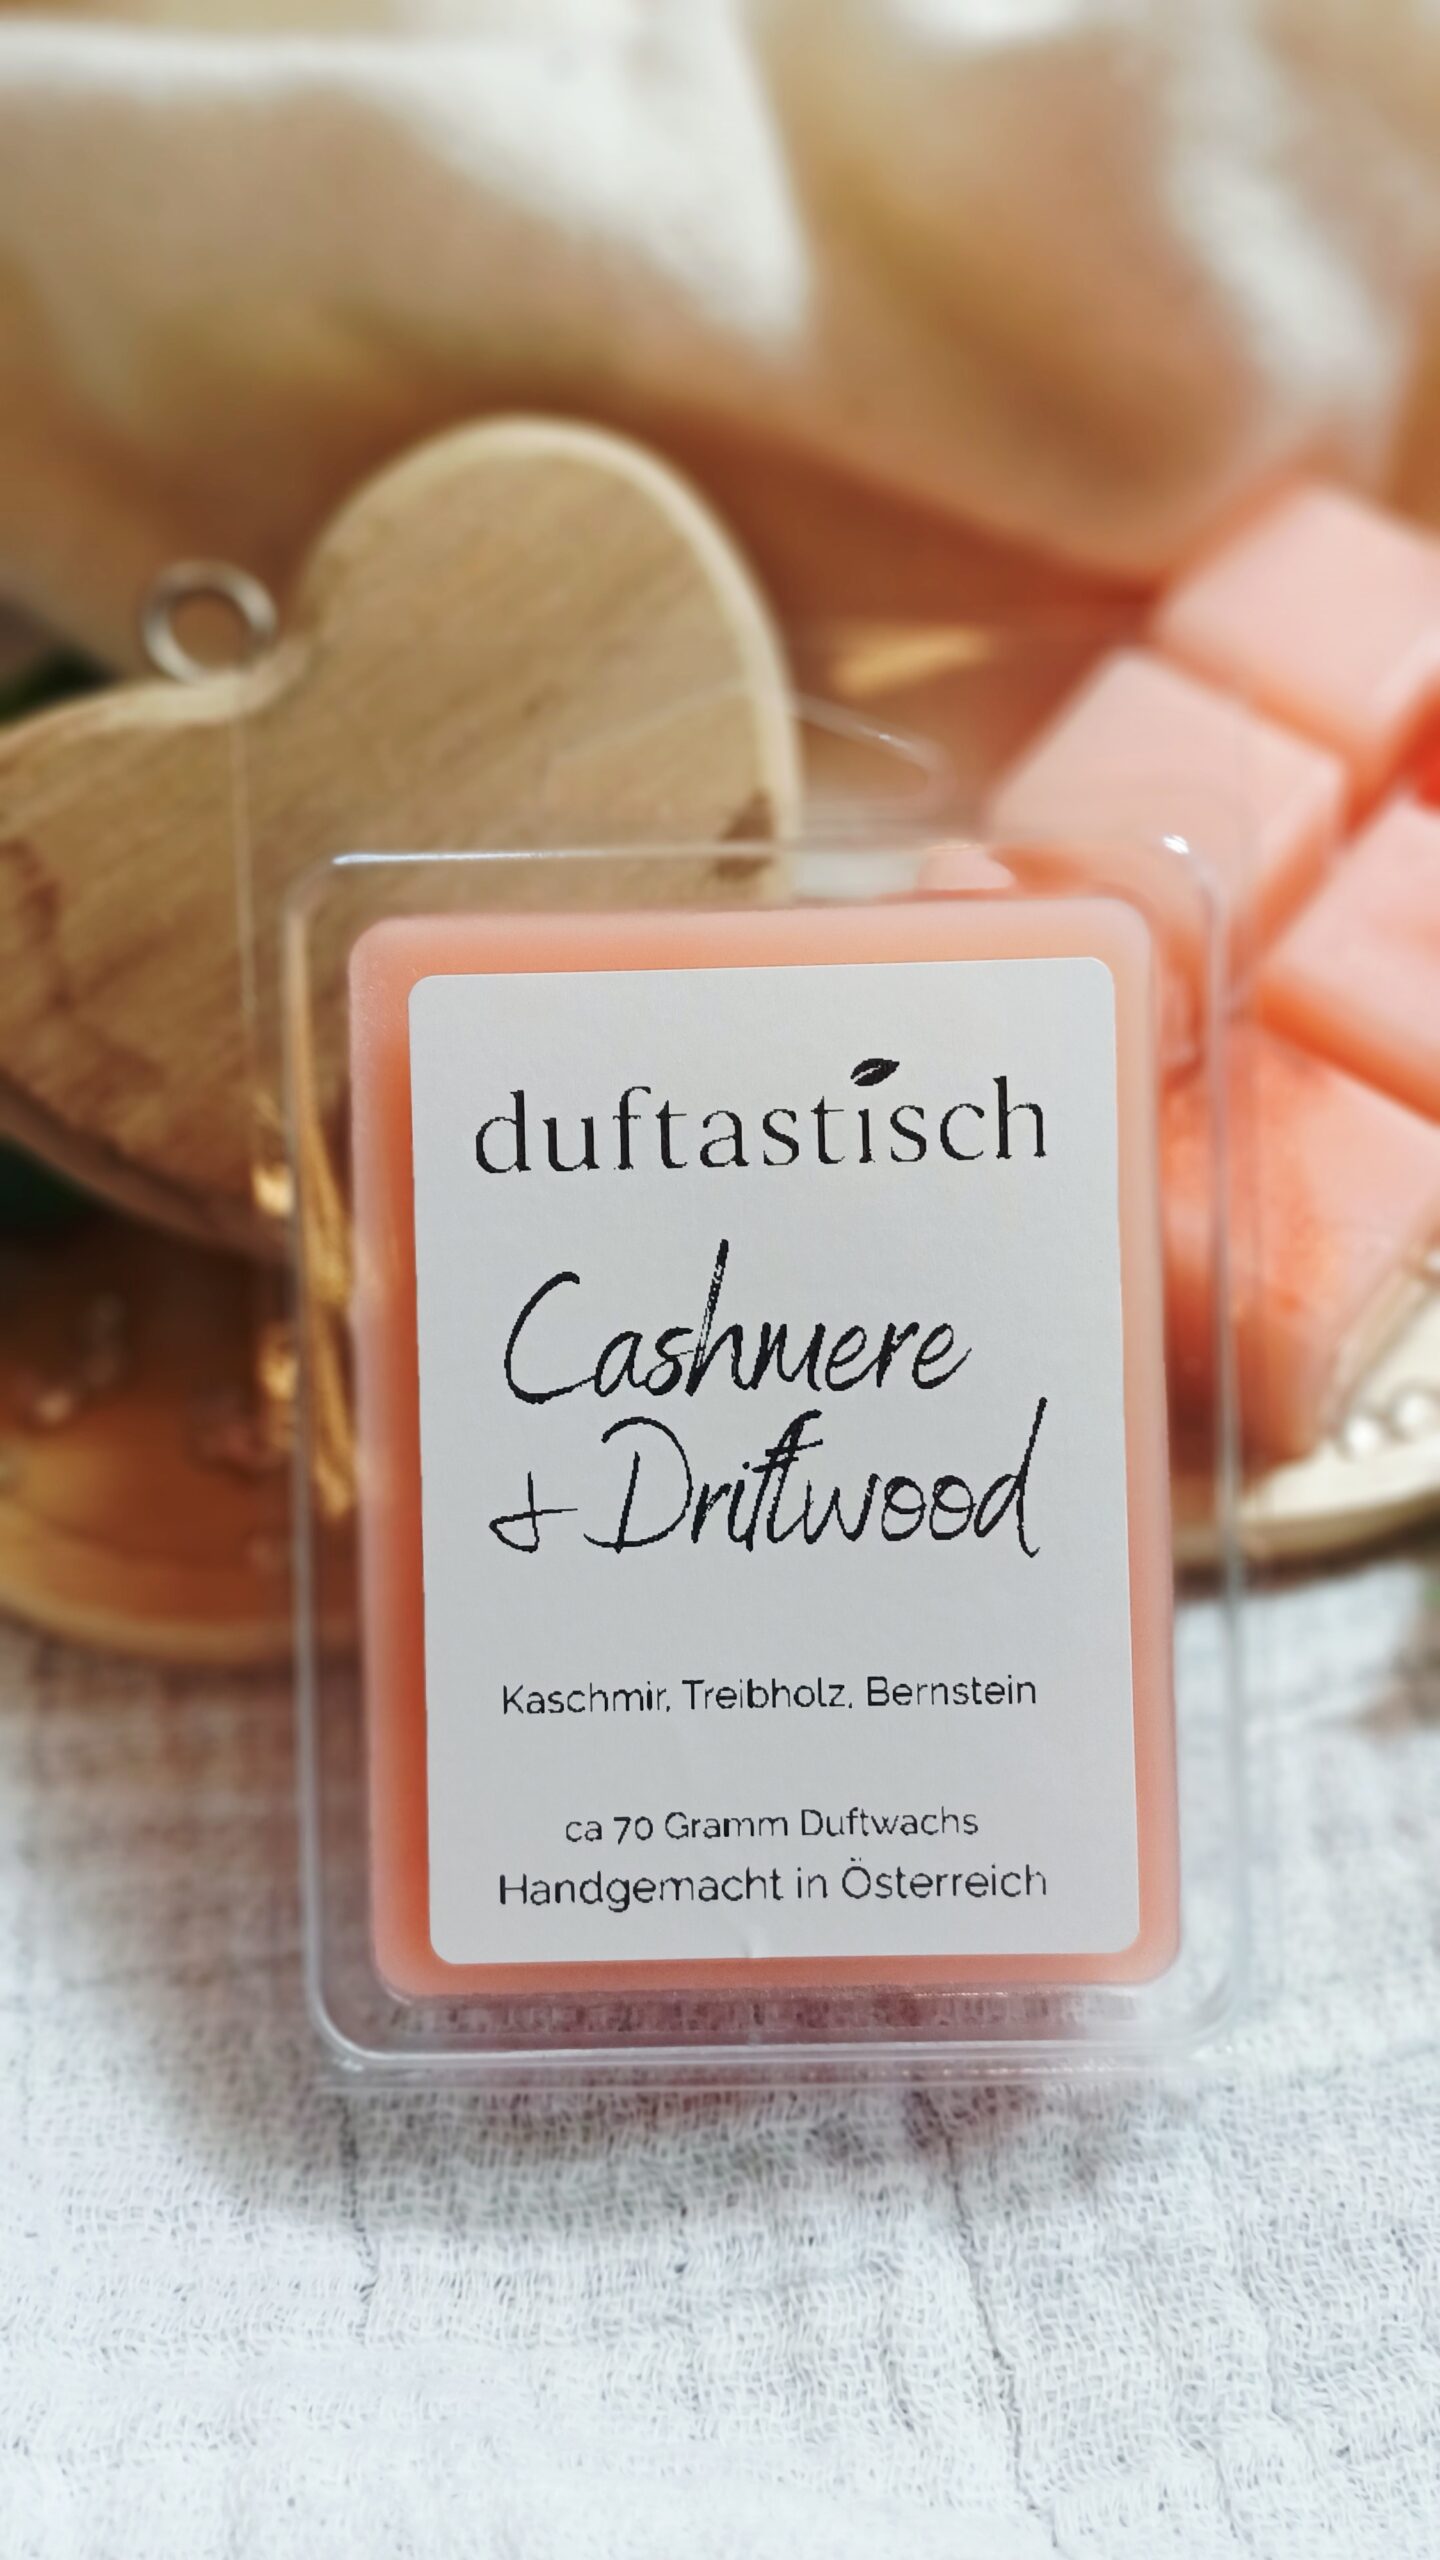 duftastisch
Cashmere
+ Driftwood
Kaschmir, Treibholz, Bernstein
ca 70 Gramm Duftwachs
Handgemacht in Österreich